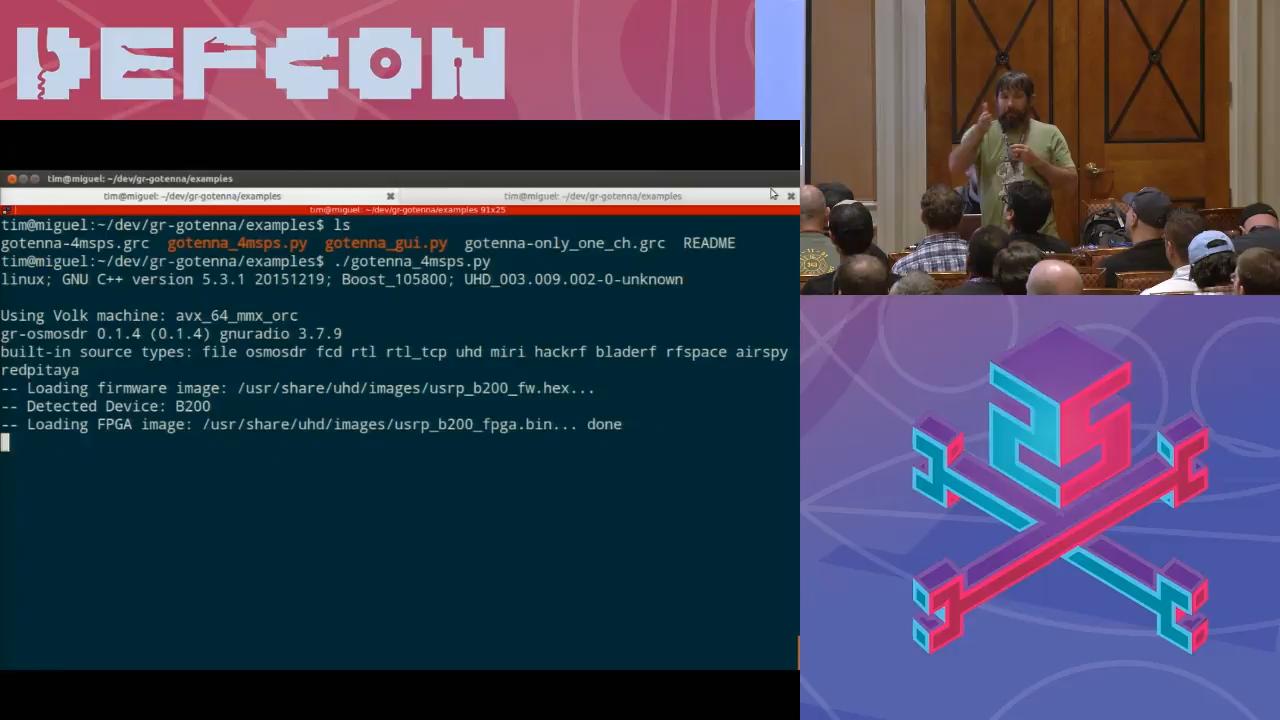 DEFCON
tim@miguel: ~/dev/gr-gotenna/examples
tim@miguel: ~/dev/gr-gotenna/examples
tim@miguel: ~/dev/gr-gotenna/examples
tim@miguel: ~/dev/gr-gotenna/examples 91x25
tim@miguel:~/dev/gr-gotenna/examples$ ls
gotenna-4msps.grc gotenna_4msps.py gotenna_gui.py gotenna-only_one_ch.grc README
tim@miguel:~/dev/gr-gotenna/examples$ ./gotenna_4msps.py
linux; GNU C++ version 5.3.1 20151219; Boost_105800; UHD_003.009.002-0-unknown
Using Volk machine: avx_64_mmx_orc
gr-osmosdr 0.1.4 (0.1.4) gnuradio 3.7.9
built-in source types: file osmosdr fcd rtl rtl_tcp uhd miri hackrf bladerf rfspace airspy
redpitaya
-- Loading firmware image: /usr/share/uhd/images/usrp_b200_fw.hex...
-- Detected Device: B200
-- Loading FPGA image: /usr/share/uhd/images/usrp_b200_fpga.bin... done
25